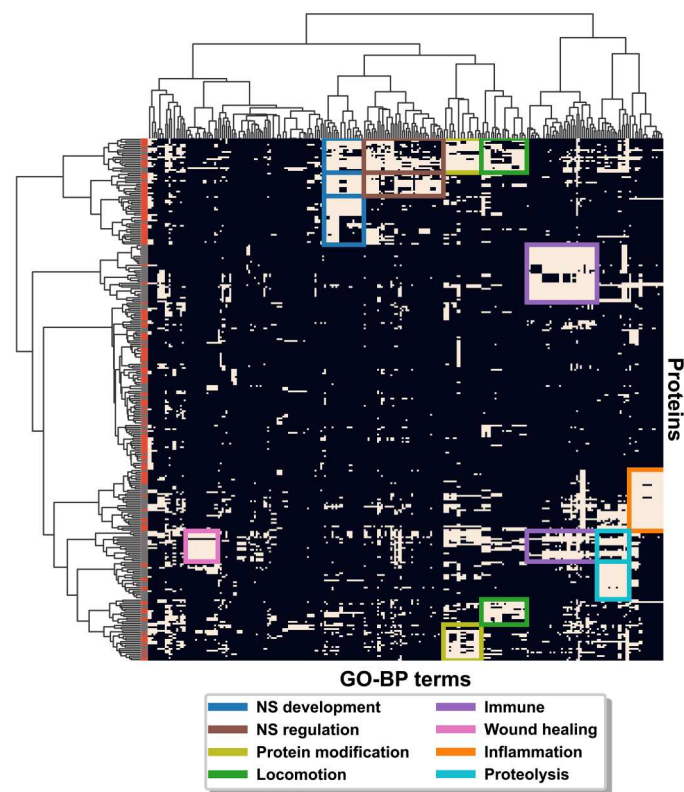 Proteins
GO-BP terms
NS development
NS regulation
Protein modification
Locomotion
Immune
Wound healing
Inflammation
Proteolysis